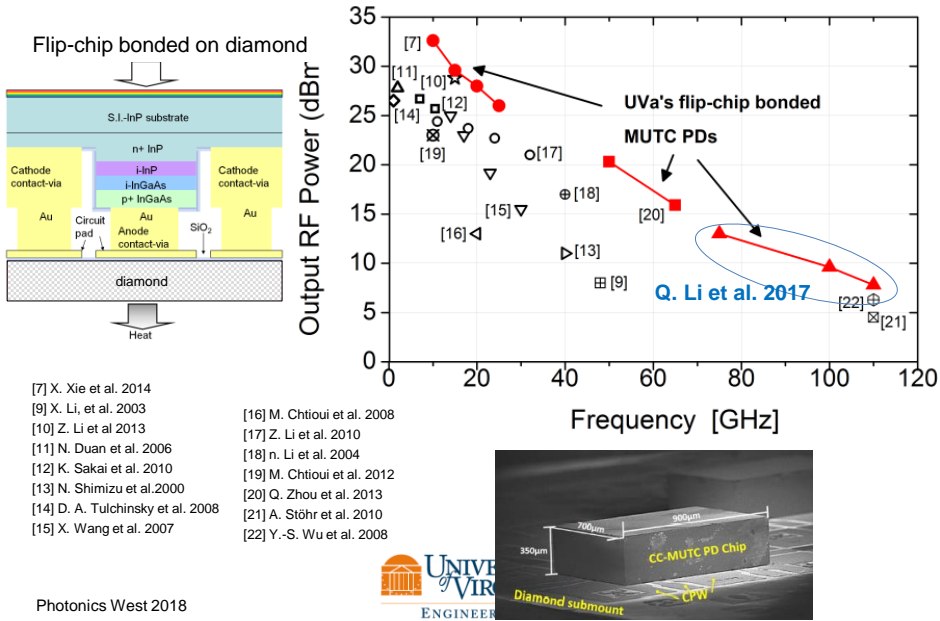 Flip-chip bonded on diamond
S.I.-InP substrate
n+ InP
i-InP
i-InGaAs
p+ InGaAs
Cathode
contact-via
Cathode
contact-via
Au
Au
Au
Circuit
pad
Anode
contact-via
SiO2
diamond
Heat
Output RF Power (dBm
35
30
25
20
15
10
5
0
0
20
40
60
80
100
120
Frequency [GHz]
[7]
[11]
[10]
[14]
[12]
[19]
[17]
[18]
[15]
[16]
[13]
[9]
[20]
[22]
[21]
UVa's flip-chip bonded
MUTC PDs
Q. Li et al. 2017
[7] X. Xie et al. 2014
[9] X. Li, et al. 2003
[10] Z. Li et al 2013
[11] N. Duan et al. 2006
[12] K. Sakai et al. 2010
[13] N. Shimizu et al.2000
[14] D. A. Tulchinsky et al. 2008
[15] X. Wang et al. 2007
[16] M. Chtioui et al. 2008
[17] Z. Li et al. 2010
[18] n. Li et al. 2004
[19] M. Chtioui et al. 2012
[20] Q. Zhou et al. 2013
[21] A. Stöhr et al. 2010
[22] Y.-S. Wu et al. 2008
700μm
900μm
350μm
CC-MUTC PD Chip
CPW
Diamond submount
UNIVE
VIR
ENGINEER
Photonics West 2018